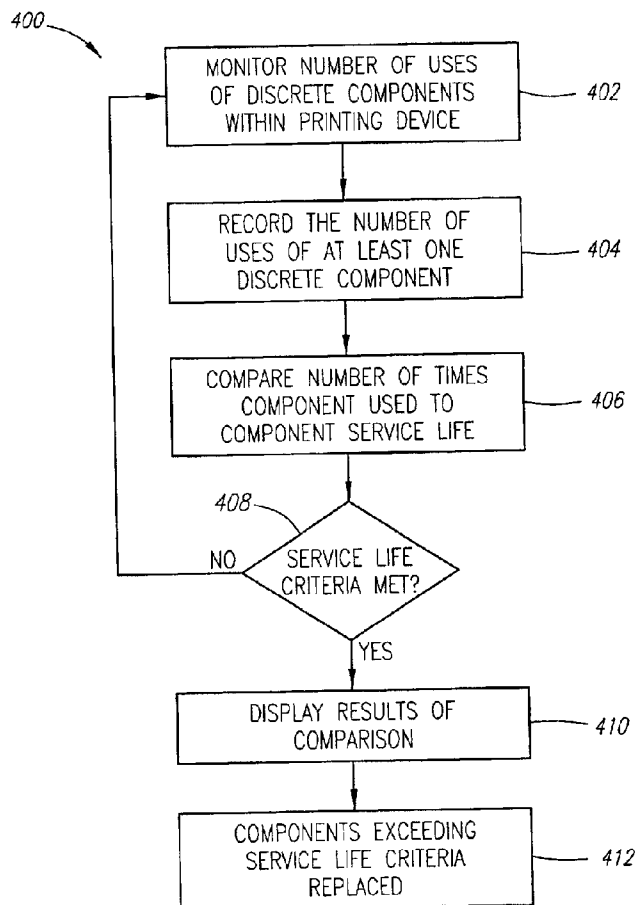 400
MONITOR NUMBER OF USES
OF DISCRETE COMPONENTS
WITHIN PRINTING DEVICE
402
RECORD THE NUMBER OF
USES OF AT LEAST ONE
DISCRETE COMPONENT
404
COMPARE NUMBER OF TIMES
COMPONENT USED TO
COMPONENT SERVICE LIFE
406
408
NO
SERVICE LIFE
CRITERIA MET?
YES
DISPLAY RESULTS OF
COMPARISON
410
COMPONENTS EXCEEDING
SERVICE LIFE CRITERIA
REPLACED
412